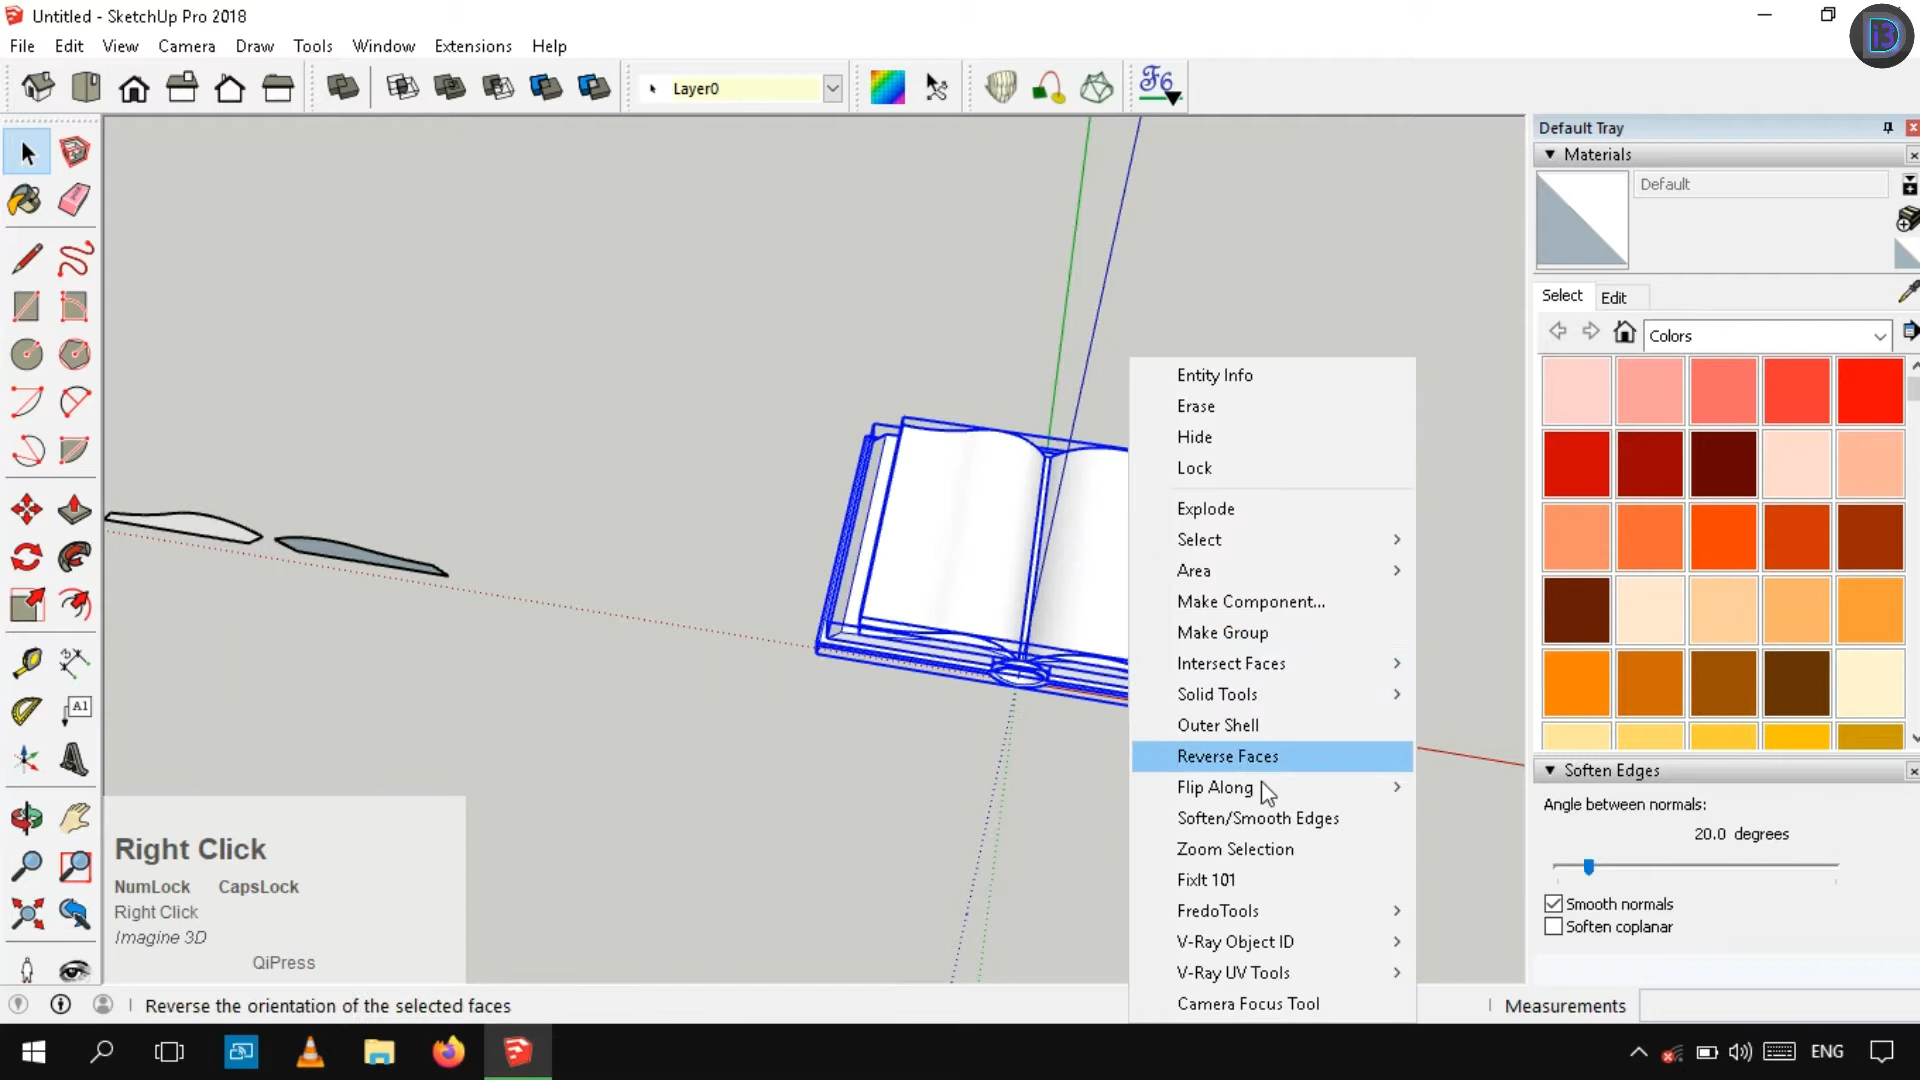 Untitled - SketchUp Pro 2018
File Edit View Camera Draw Tools Window Extensions Help
Layer0
F6
i3
Default Tray
Materials
Default
Select Edit
Colors
Entity Info
Erase
Hide
Lock
Explode
Select
Area
Make Component...
Make Group
Intersect Faces
Solid Tools
Outer Shell
Reverse Faces
Flip Along
Soften/Smooth Edges
Zoom Selection
FixIt 101
FredoTools
V-Ray Object ID
V-Ray UV Tools
Camera Focus Tool
A1
Soften Edges
Angle between normals:
20.0 degrees
Smooth normals
Soften coplanar
Right Click
NumLock CapsLock
Right Click
Imagine 3D
QiPress
Reverse the orientation of the selected faces
Measurements
ENG